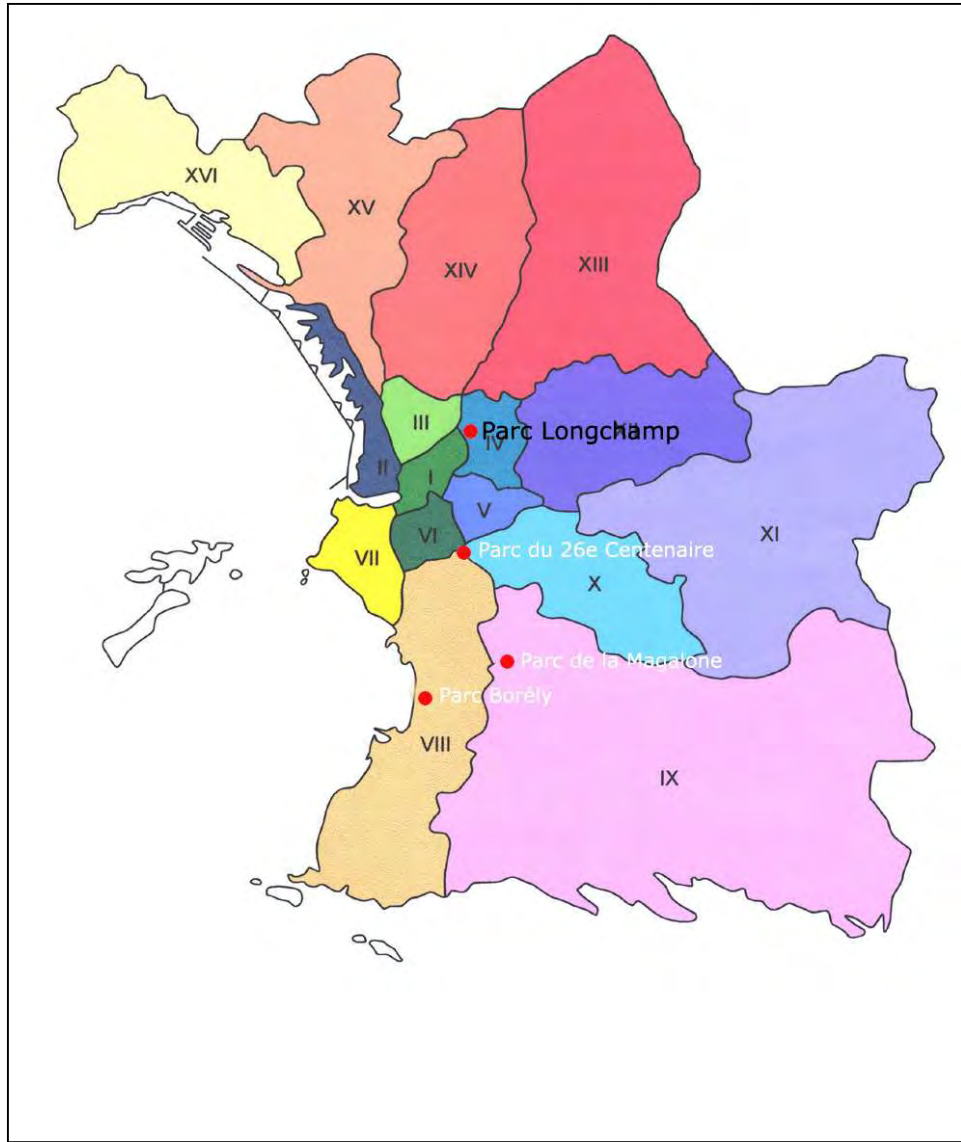 XVI
XV
XIV
XIII
III
Parc Longchamp
IV
XII
II
I
V
VI
Parc du 26e Centenaire
VII
X
XI
Parc de la Magalone
Parc Borély
VIII
IX